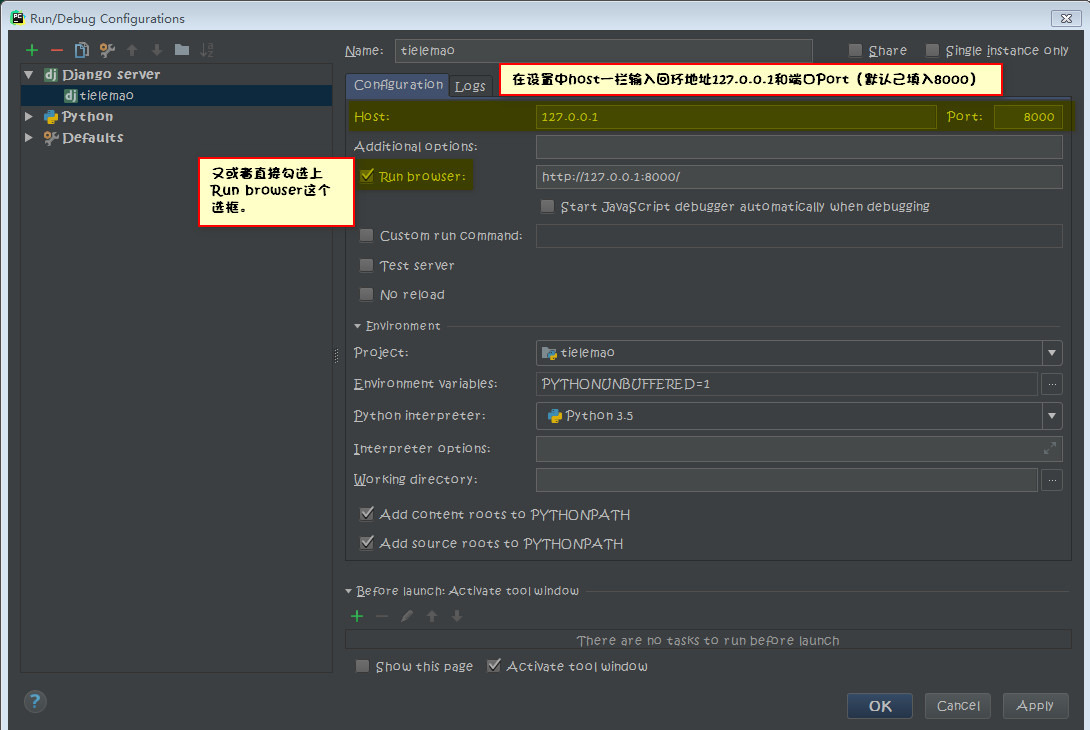 Run/Debug Configurations
Name: tielemao Share Single instance only
Django server
tielemao
Python
Defaults
Configuration Logs
在设置中host一栏输入回环地址127.0.0.1和端口Port（默认已填入8000）
Host: 127.0.0.1 Port: 8000
Additional options:
又或者直接勾选上
Run browser这个
选框。
Run browser: http://127.0.0.1:8000/
Start JavaScript debugger automatically when debugging
Custom run command:
Test server
No reload
Environment
Project: tielemao
Environment variables: PYTHONUNBUFFERED=1 ...
Python interpreter: Python 3.5
Interpreter options:
Working directory: ...
Add content roots to PYTHONPATH
Add source roots to PYTHONPATH
Before launch: Activate tool window
There are no tasks to run before launch
Show this page Activate tool window
? OK Cancel Apply